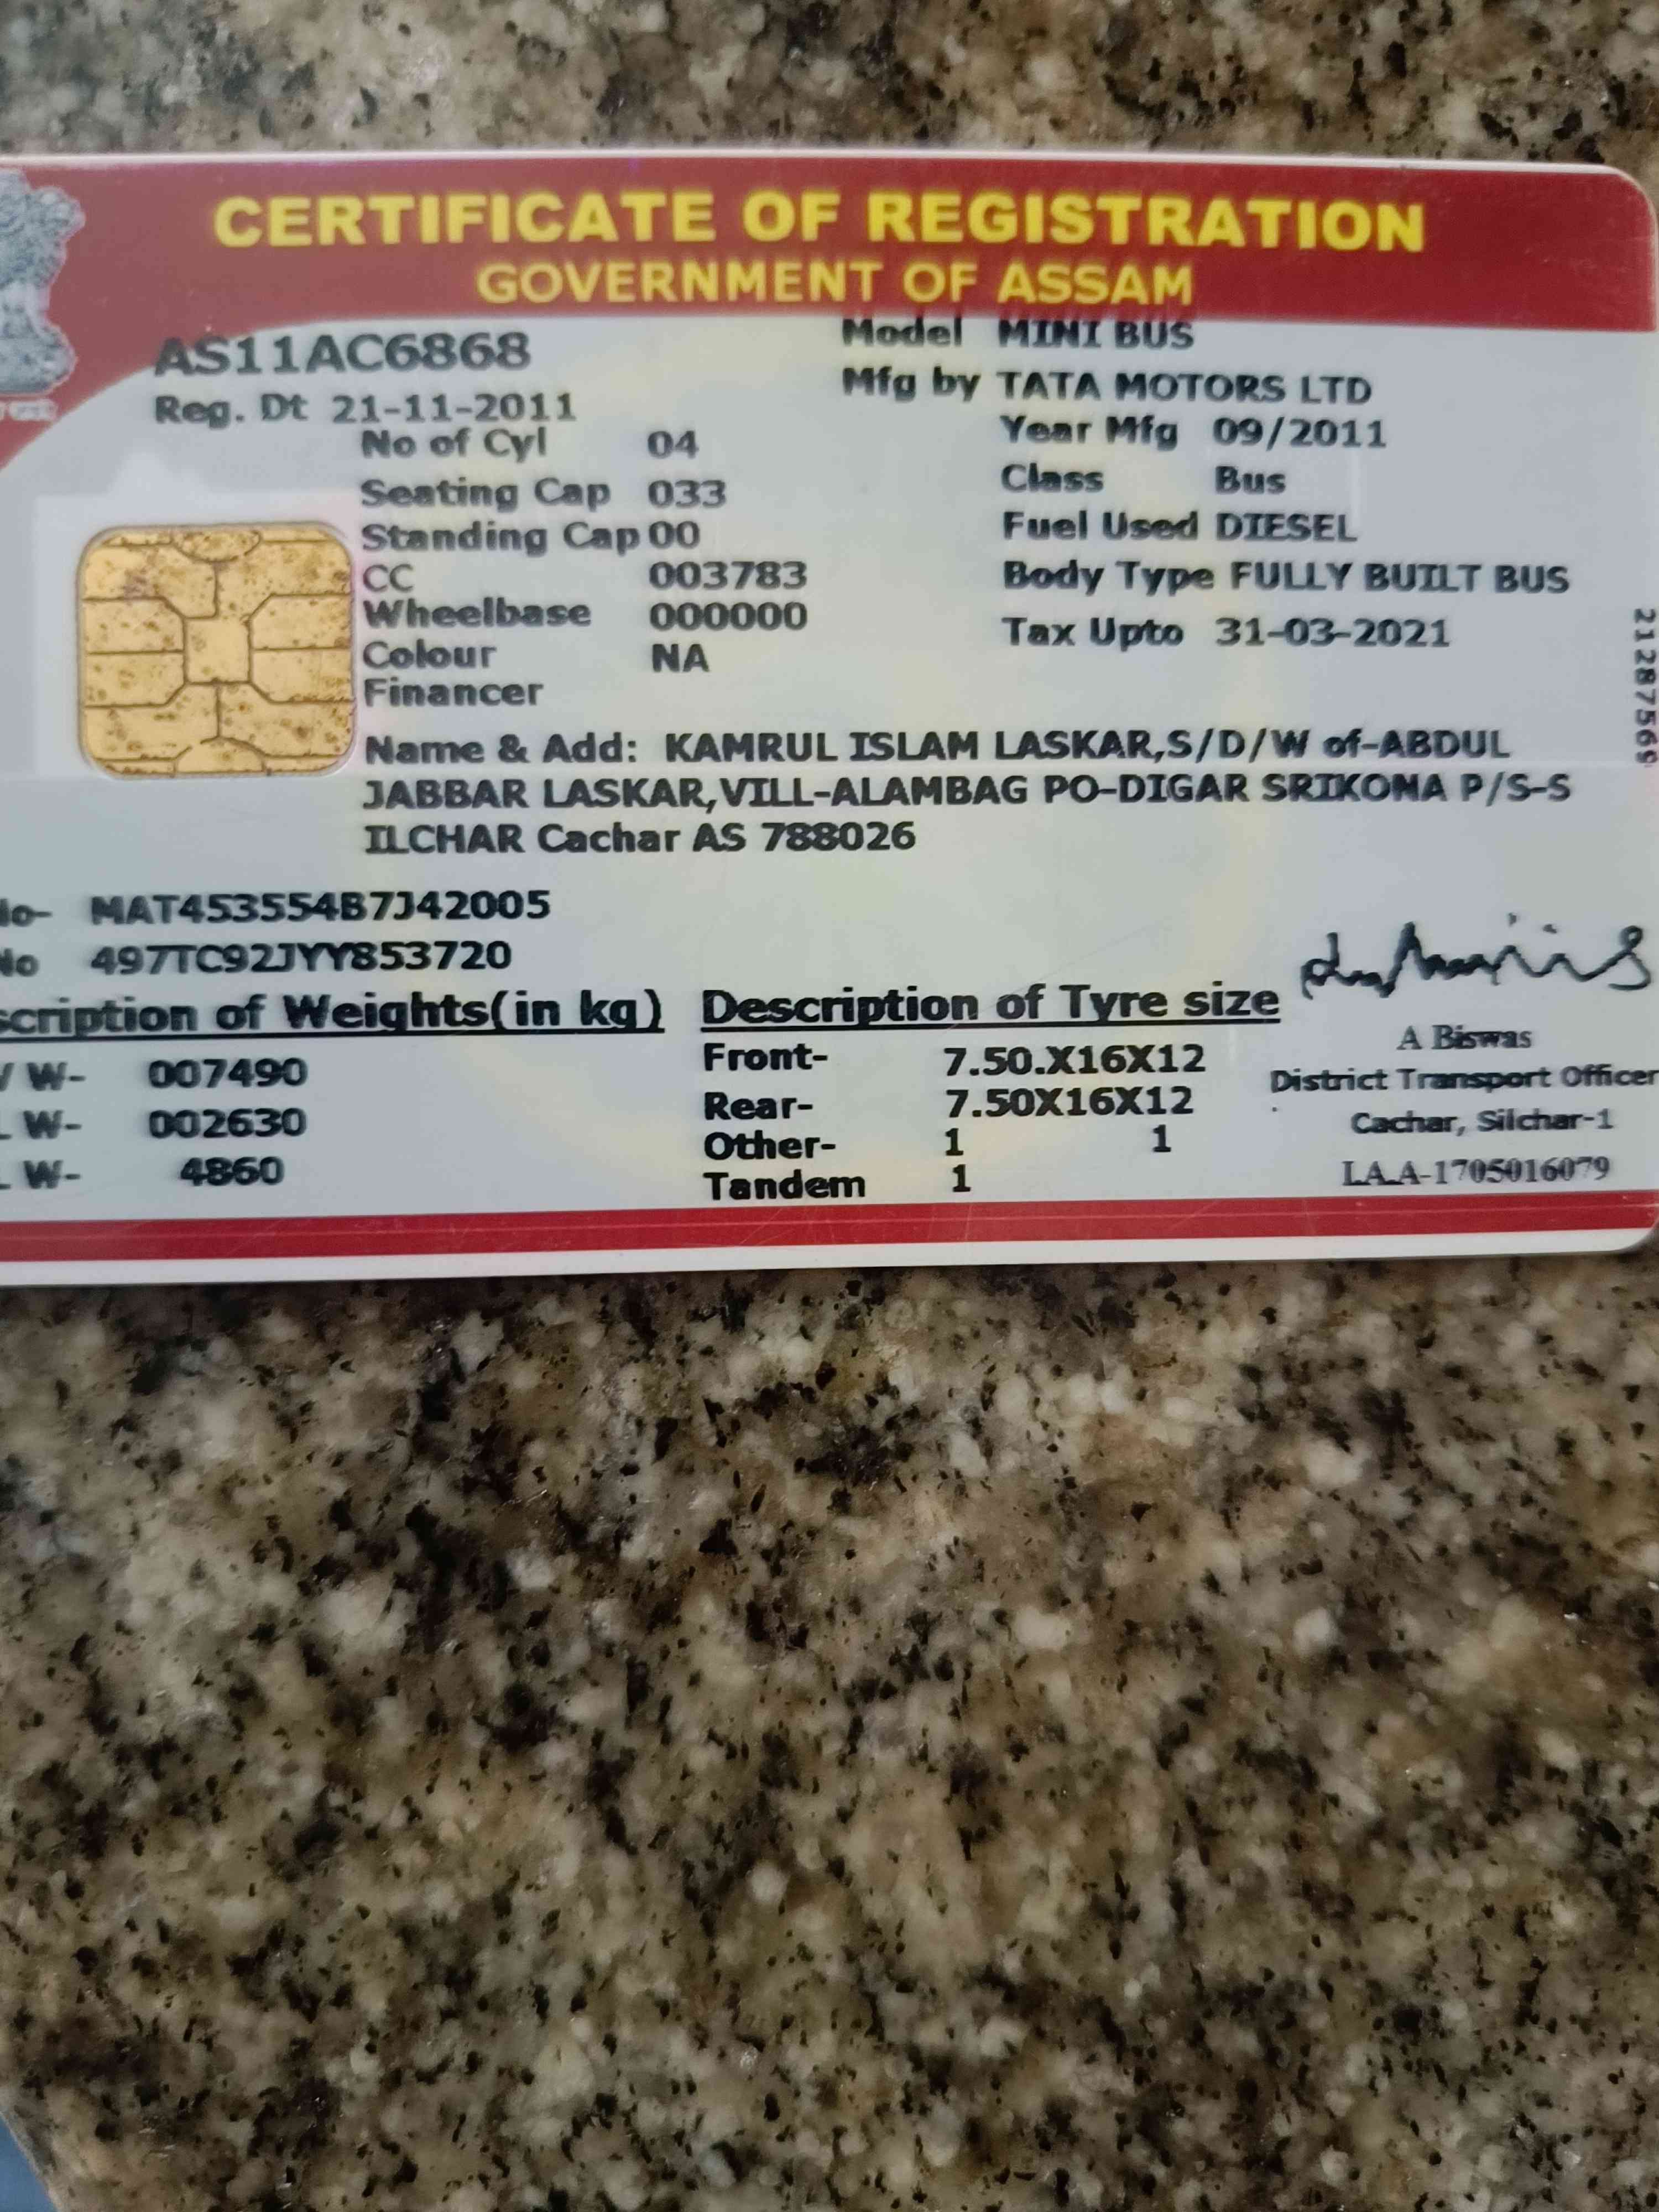 CERTIFICATE OF REGISTRATION
GOVERNMENT OF ASSAM
AS11AC6868
Model MINI BUS
Reg. Dt 21-11-2011
Mfg by TATA MOTORS LTD
No of Cyl 04
Year Mfg 09/2011
Seating Cap 033
Class Bus
Standing Cap 00
Fuel Used DIESEL
CC 003783
Body Type FULLY BUILT BUS
Wheelbase 000000
Tax Upto 31-03-2021
Colour NA
Financer
21287569
Name & Add: KAMRUL ISLAM LASKAR,S/D/W of-ABDUL
JABBAR LASKAR,VILL-ALAMBAG PO-DIGAR SRIKONA P/S-S
ILCHAR Cachar AS 788026
No- MAT453554B7J42005
No 497TC92JYY853720
scription of Weights(in kg)
W- 007490
W- 002630
W- 4860
Description of Tyre size
Front- 7.50.X16X12
Rear- 7.50X16X12
Other- 1 1
Tandem 1
A Biswas
District Transport Officer
Cachar, Silchar-1
LA.A-1705016079